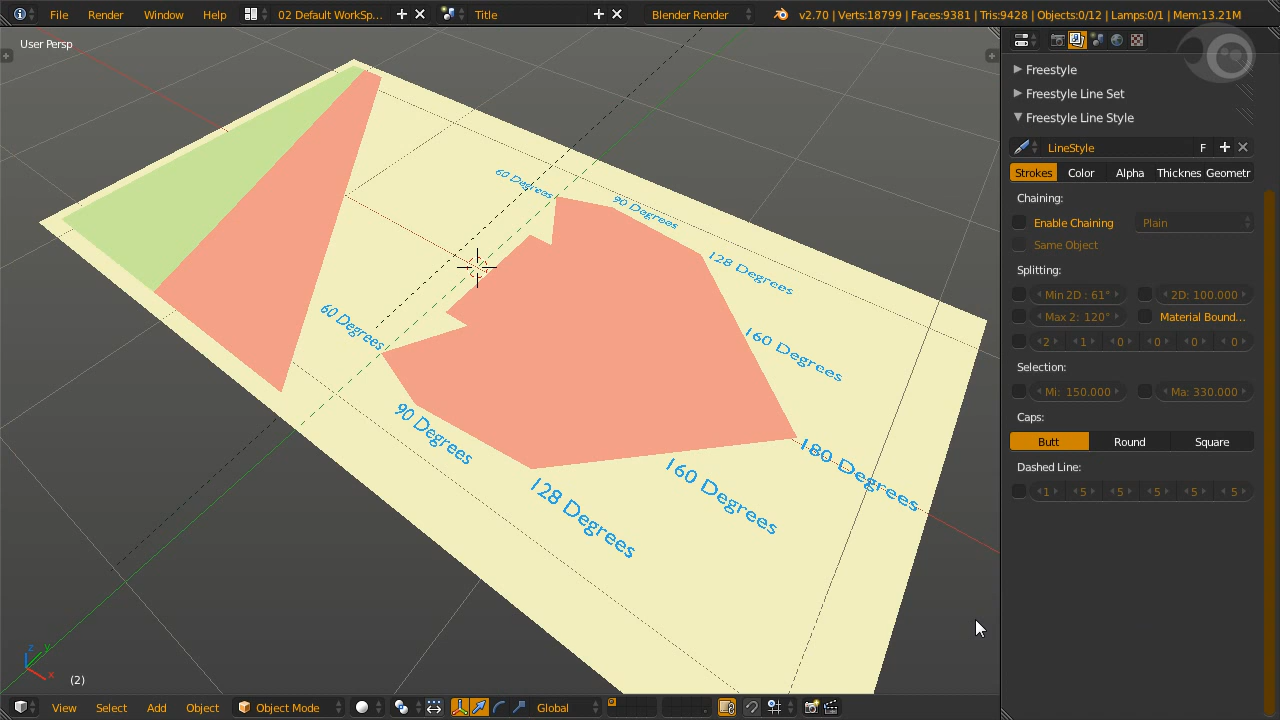 File Render Window Help 02 Default WorkSp... Title Blender Render v2.70 | Verts:18799 | Faces:9381 | Tris:9428 | Objects:0/12 | Lamps:0/1 | Mem:13.21M
User Persp
60 Degrees
90 Degrees
128 Degrees
160 Degrees
180 Degrees
60 Degrees
90 Degrees
128 Degrees
160 Degrees
z y
x
(2)
Freestyle
Freestyle Line Set
Freestyle Line Style
LineStyle F
Strokes Color Alpha Thicknes Geometr
Chaining:
Enable Chaining Plain
Same Object
Splitting:
Min 2D : 61° 2D: 100.000
Max 2: 120° Material Bound...
2 1 0 0 0 0
Selection:
Mi: 150.000 Ma: 330.000
Caps:
Butt Round Square
Dashed Line:
1 5 5 5 5 5
View Select Add Object Object Mode Global